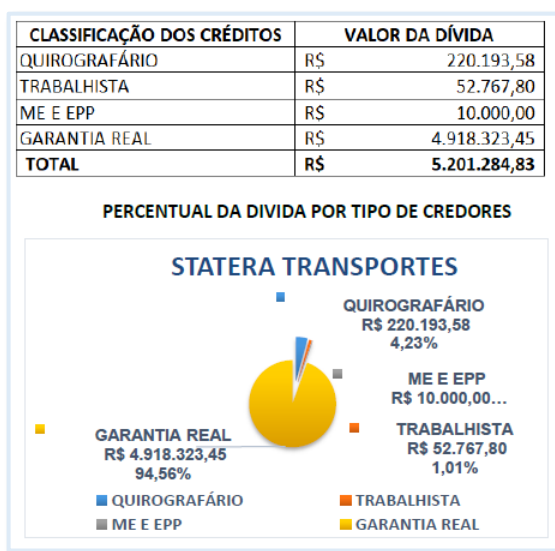 CLASSIFICAÇÃO DOS CRÉDITOS VALOR DA DÍVIDA
QUIROGRAFÁRIO R$ 220.193,58
TRABALHISTA R$ 52.767,80
ME E EPP R$ 10.000,00
GARANTIA REAL R$ 4.918.323,45
TOTAL R$ 5.201.284,83
PERCENTUAL DA DIVIDA POR TIPO DE CREDORES
STATERA TRANSPORTES
QUIROGRAFÁRIO
R$ 220.193,58
4,23%
ME E EPP
R$ 10.000,00...
TRABALHISTA
R$ 52.767,80
1,01%
GARANTIA REAL
R$ 4.918.323,45
94,56%
QUIROGRAFÁRIO TRABALHISTA
ME E EPP GARANTIA REAL